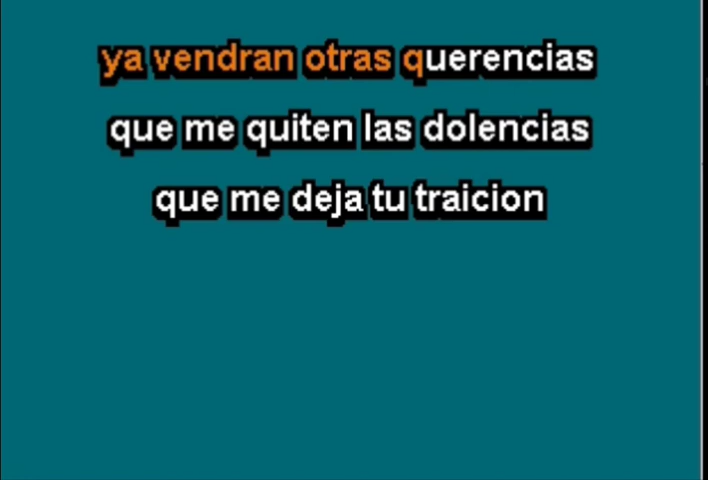 ya vendran otras querencias
que me quiten las dolencias
que me deja tu traicion